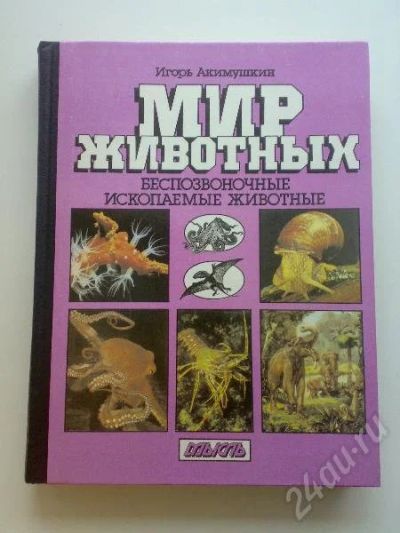 Игорь Акимушкин
МИР
ЖИВОТНЫХ
БЕСПОЗВОНОЧНЫЕ
ИСКОПАЕМЫЕ ЖИВОТНЫЕ
МЫСЛЬ
24au.ru